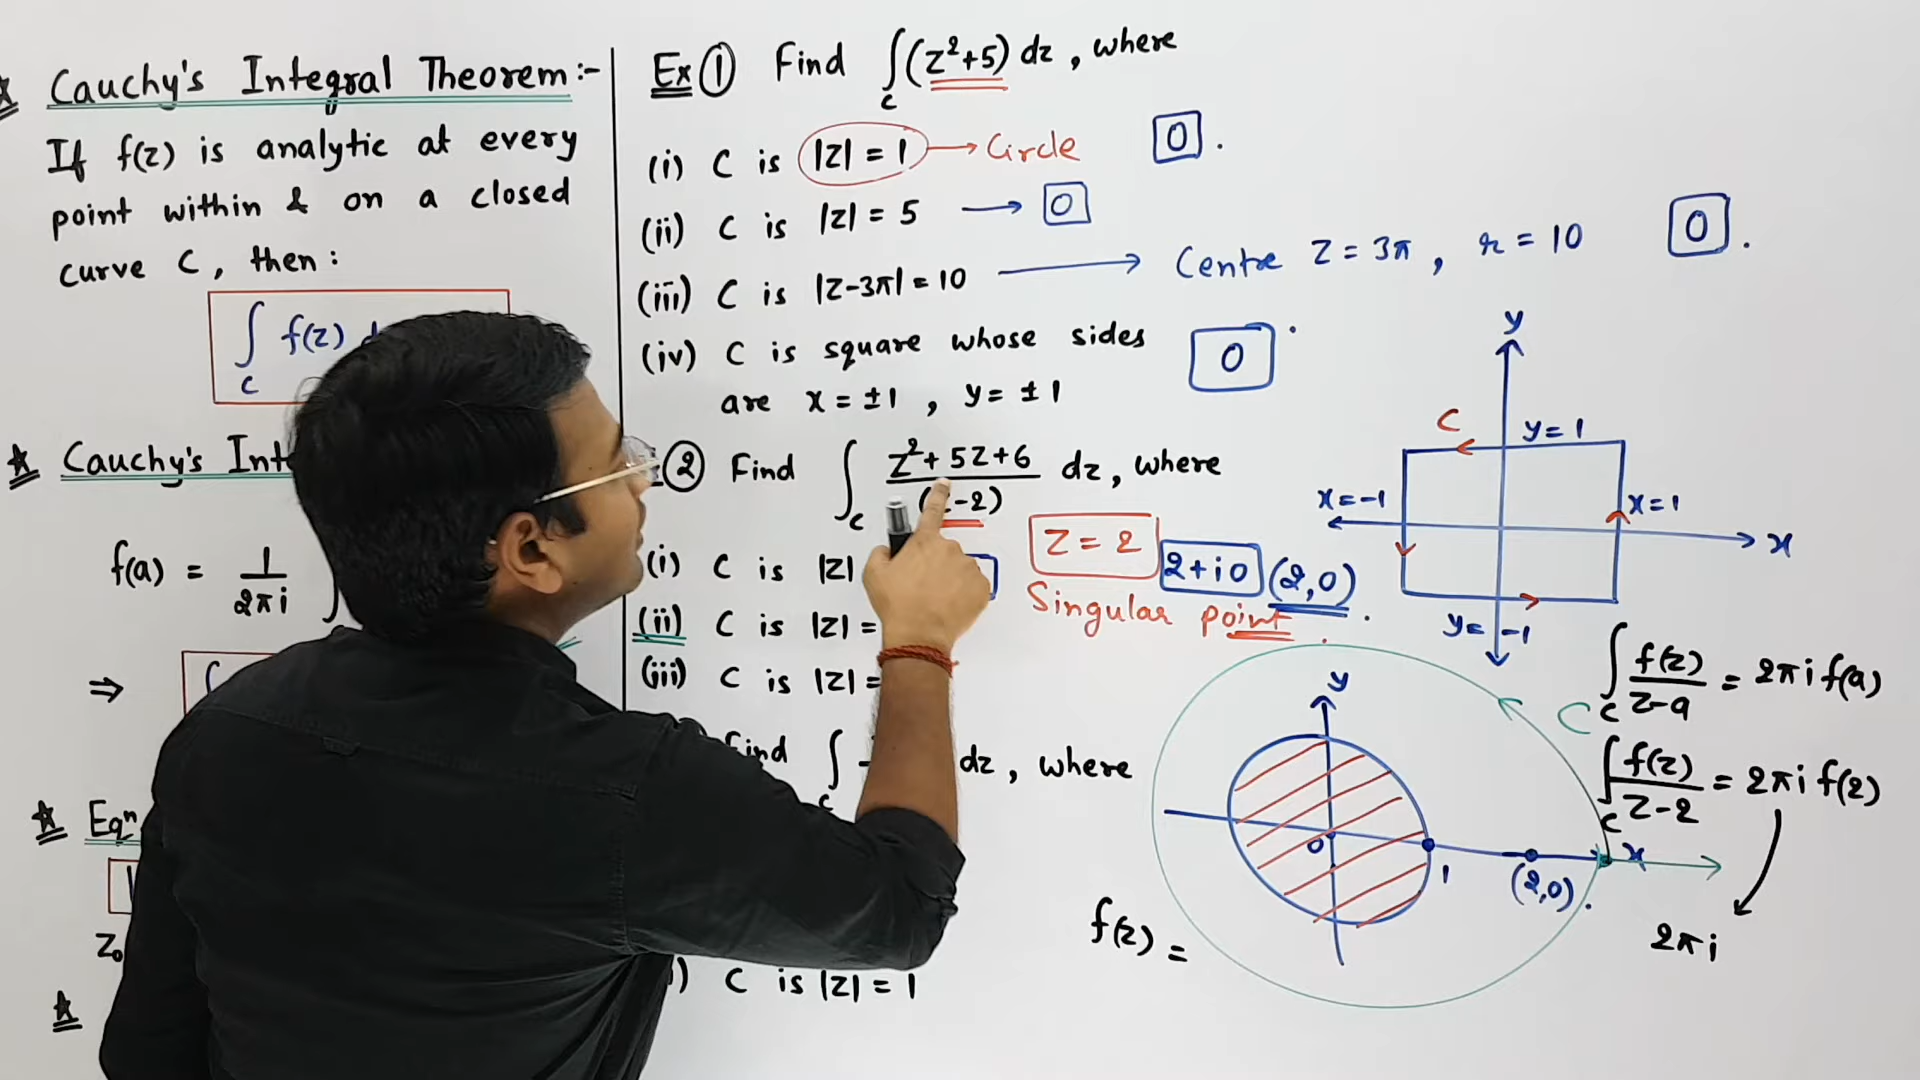 Cauchy's Integral Theorem :-
If f(z) is analytic at every
point within & on a closed
curve C, then :
∫ f(z)
C
Cauchy's
f(a) = 1/2πi ∫
⇒
Eqⁿ
Z₀
Ex ① Find ∫ (z²+5) dz, where
C
(i) C is |z| = 1 → Circle 0 .
(ii) C is |z| = 5 → 0
(iii) C is |z-3π| = 10 → Centre Z = 3π, r = 10 0 .
(iv) C is square whose sides 0
are x = ±1 , y = ±1
② Find ∫ z²+5z+6 dz, where
C
-2)
(i) C is |z|
Z = 2 2+i0 (2,0) .
Singular point .
(ii) C is |z| =
(iii) C is |z| =
Find ∫ dz, where
C
C is |z| = 1
y
C y = 1
x = -1 x = 1
x
y = -1
∫ f(z)/z-a = 2πi f(a)
C
∫ f(z)/z-2 = 2πi f(2)
C
2πi
y
C
0 1 (2,0) . x
f(z) =